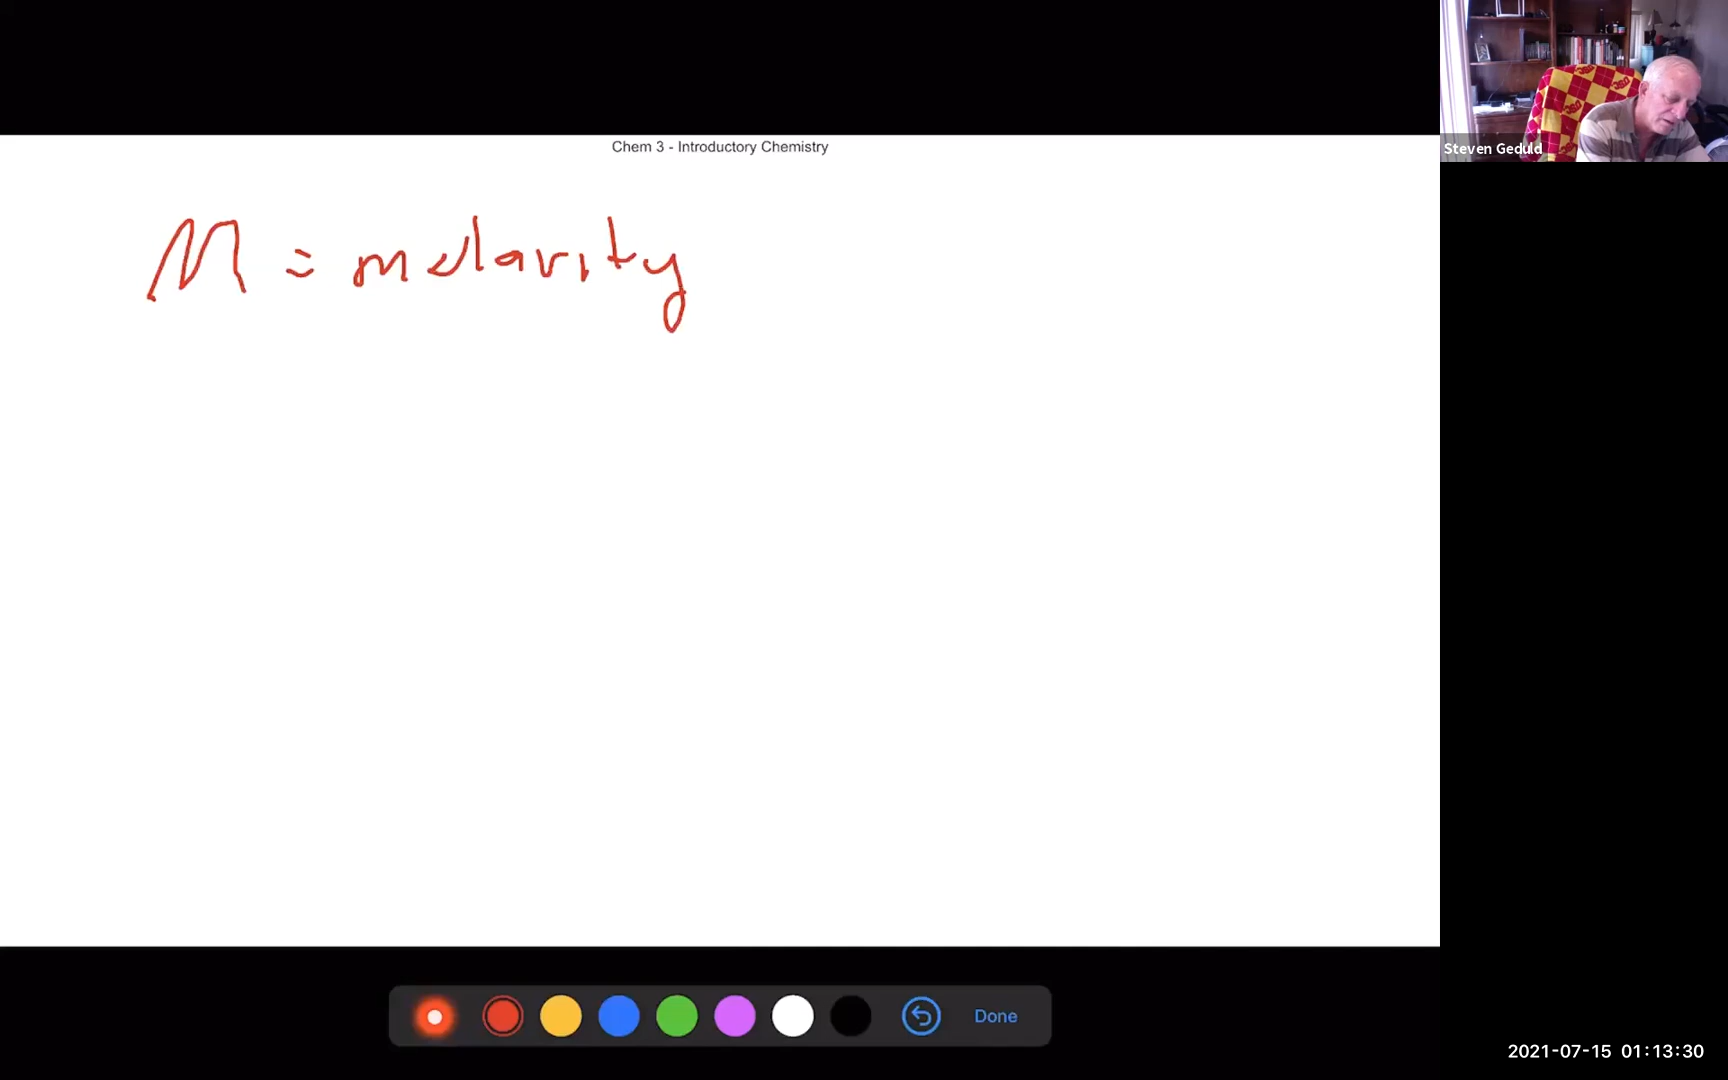 Chem 3 - Introductory Chemistry
Steven Geduld
M = molarity
Done
2021-07-15 01:13:30